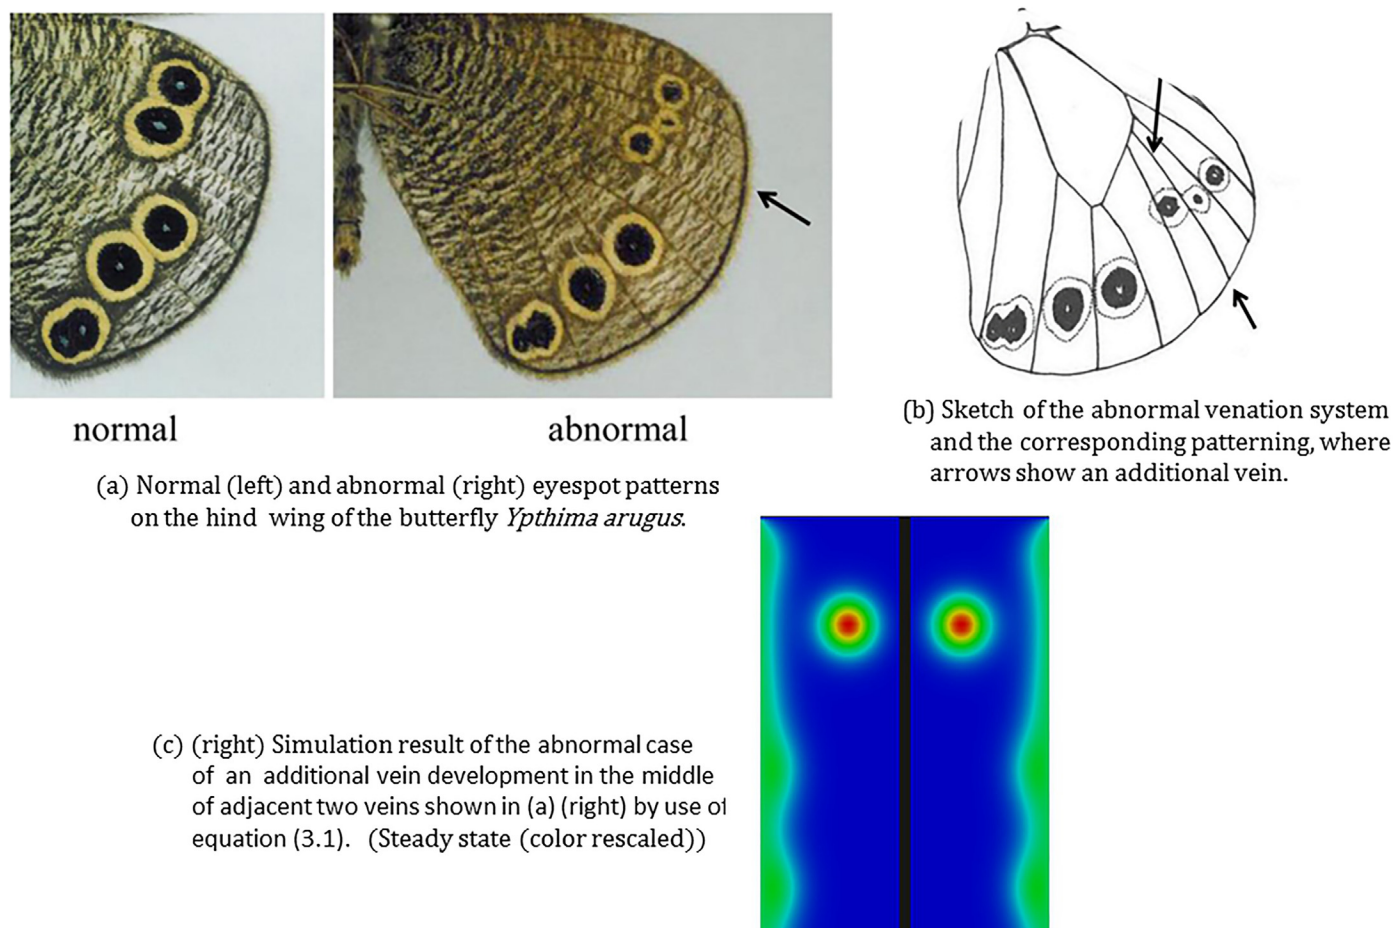 normal
abnormal
(a) Normal (left) and abnormal (right) eyespot patterns
on the hind wing of the butterfly Ypthima arugus.
(b) Sketch of the abnormal venation system
and the corresponding patterning, where
arrows show an additional vein.
(c) (right) Simulation result of the abnormal case
of an additional vein development in the middle
of adjacent two veins shown in (a) (right) by use of
equation (3.1). (Steady state (color rescaled))